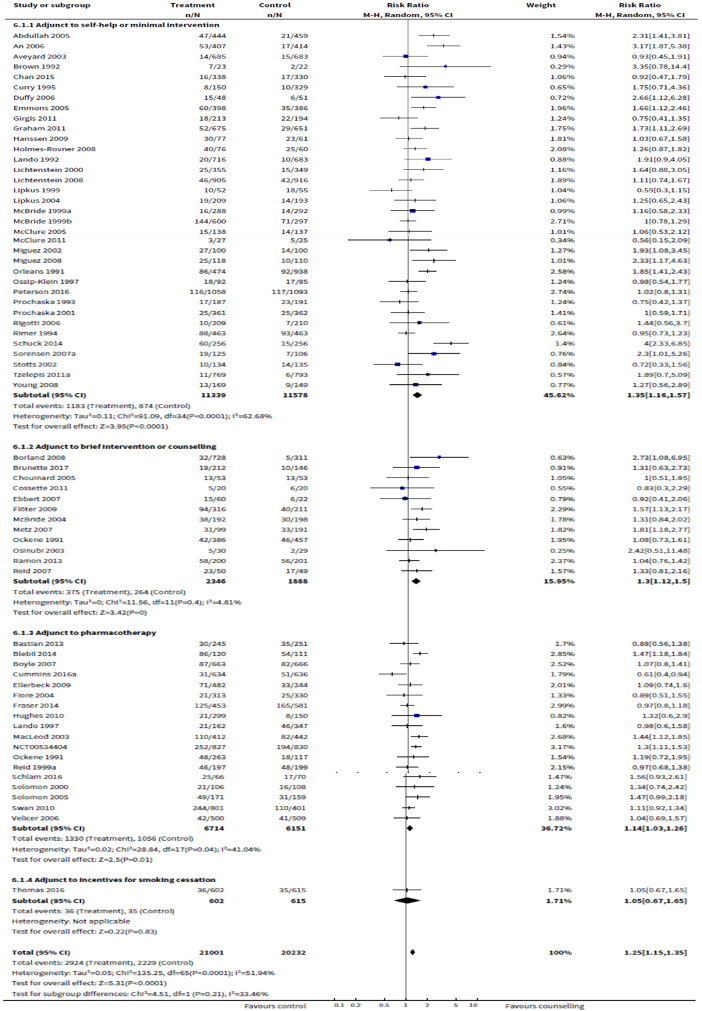 Study or subgroup Treatment Control Risk Ratio Weight Risk Ratio
n/N n/N M-H, Random, 95% CI M-H, Random, 95% CI
6.1.1 Adjunct to self-help or minimal intervention
Abdullah 2005 47/444 21/459 1.54% 2.31[1.41,3.81]
An 2006 53/407 17/414 1.43% 3.17[1.87,5.38]
Aveyard 2003 14/685 15/683 0.94% 0.93[0.45,1.91]
Brown 1992 7/23 2/22 0.29% 3.35[0.78,14.4]
Chan 2015 16/338 17/330 1.06% 0.92[0.47,1.79]
Curry 1995 8/150 10/329 0.65% 1.75[0.71,4.36]
Duffy 2006 15/48 6/51 0.72% 2.66[1.12,6.28]
Emmons 2005 60/398 35/386 1.96% 1.66[1.12,2.46]
Girgis 2011 18/213 24/194 1.24% 0.75[0.41,1.35]
Graham 2011 52/675 29/651 1.75% 1.73[1.11,2.69]
Hanssen 2009 30/77 23/61 1.81% 1.03[0.67,1.58]
Holmes-Rovner 2008 40/76 25/60 2.08% 1.26[0.87,1.82]
Lando 1992 20/716 10/683 0.88% 1.91[0.9,4.05]
Lichtenstein 2000 25/355 15/349 1.16% 1.64[0.88,3.05]
Lichtenstein 2008 46/905 42/916 1.89% 1.11[0.74,1.67]
Lipkus 1999 10/52 18/55 1.04% 0.59[0.3,1.15]
Lipkus 2004 19/209 14/193 1.06% 1.25[0.65,2.43]
McBride 1999a 16/288 14/292 0.99% 1.16[0.58,2.33]
McBride 1999b 144/600 71/297 2.71% 1[0.78,1.29]
McClure 2005 15/138 14/137 1.01% 1.06[0.53,2.12]
McClure 2011 3/27 5/25 0.34% 0.56[0.15,2.09]
Miguez 2002 27/100 14/100 1.27% 1.93[1.08,3.45]
Miguez 2008 25/118 10/110 1.01% 2.33[1.17,4.63]
Orleans 1991 86/474 92/938 2.58% 1.85[1.41,2.43]
Ossip-Klein 1997 18/92 17/85 1.22% 0.98[0.54,1.77]
Peterson 2016 116/1058 117/1093 2.74% 1.02[0.8,1.31]
Prochaska 1993 17/187 23/191 1.24% 0.75[0.42,1.37]
Prochaska 2001 25/361 25/362 1.41% 1[0.59,1.71]
Rigotti 2006 10/209 7/210 0.61% 1.44[0.56,3.7]
Rimer 1994 88/463 93/463 2.64% 0.95[0.73,1.23]
Schuck 2014 60/256 15/256 1.4% 4[2.33,6.85]
Sorensen 2007a 19/125 7/106 0.76% 2.3[1.01,5.26]
Stotts 2002 10/134 14/135 0.84% 0.72[0.33,1.56]
Tzelepis 2011a 11/769 6/793 0.57% 1.89[0.7,5.09]
Young 2008 13/169 9/149 0.77% 1.27[0.56,2.89]
Subtotal (95% CI) 11339 11578 45.62% 1.35[1.16,1.57]
Total events: 1183 (Treatment), 874 (Control)
Heterogeneity: Tau²=0.11; Chi²=91.09, df=34(P<0.0001); I²=62.68%
Test for overall effect: Z=3.95(P<0.0001)
6.1.2 Adjunct to brief intervention or counselling
Borland 2008 32/728 5/311 0.63% 2.73[1.08,6.95]
Brunette 2017 19/212 10/146 0.91% 1.31[0.63,2.73]
Chouinard 2005 13/53 13/53 1.05% 1[0.51,1.95]
Cossette 2011 5/20 6/20 0.55% 0.83[0.3,2.29]
Ebbert 2007 15/60 6/22 0.79% 0.92[0.41,2.06]
Flöter 2009 94/316 40/211 2.29% 1.57[1.13,2.17]
McBride 2004 38/192 30/198 1.78% 1.31[0.84,2.02]
Metz 2007 31/99 33/191 1.82% 1.81[1.18,2.77]
Ockene 1991 42/386 46/457 1.92% 1.08[0.73,1.61]
Osinubi 2003 5/30 2/29 0.25% 2.42[0.51,11.48]
Ramon 2013 58/200 56/201 2.37% 1.04[0.76,1.42]
Reid 2007 23/50 17/49 1.57% 1.33[0.81,2.16]
Subtotal (95% CI) 2346 1888 15.95% 1.3[1.12,1.5]
Total events: 375 (Treatment), 264 (Control)
Heterogeneity: Tau²=0; Chi²=11.56, df=11(P=0.4); I²=4.81%
Test for overall effect: Z=3.42(P=0)
6.1.3 Adjunct to pharmacotherapy
Bastian 2013 30/245 35/251 1.7% 0.88[0.56,1.38]
Blebil 2014 86/120 54/111 2.85% 1.47[1.18,1.84]
Boyle 2007 87/663 82/666 2.52% 1.07[0.8,1.41]
Cummins 2016a 31/634 51/636 1.79% 0.61[0.4,0.94]
Ellerbeck 2009 71/482 33/244 2.01% 1.09[0.74,1.6]
Fiore 2004 21/313 25/330 1.33% 0.89[0.51,1.55]
Fraser 2014 125/453 165/581 2.99% 0.97[0.8,1.18]
Hughes 2010 21/299 8/150 0.82% 1.32[0.6,2.9]
Lando 1997 21/162 46/347 1.6% 0.98[0.6,1.58]
MacLeod 2003 110/412 82/442 2.68% 1.44[1.12,1.85]
NCT00534404 252/827 194/830 3.17% 1.3[1.11,1.53]
Ockene 1991 48/263 18/117 1.54% 1.19[0.72,1.95]
Reid 1999a 46/197 48/199 2.15% 0.97[0.68,1.38]
Schlam 2016 25/66 17/70 1.47% 1.56[0.93,2.61]
Solomon 2000 21/106 16/108 1.24% 1.34[0.74,2.42]
Solomon 2005 49/171 31/159 1.95% 1.47[0.99,2.18]
Swan 2010 244/801 110/401 3.02% 1.11[0.92,1.34]
Velicer 2006 42/500 41/509 1.9% 1.04[0.69,1.57]
Subtotal (95% CI) 6714 6151 36.72% 1.14[1.03,1.26]
Total events: 1330 (Treatment), 1056 (Control)
Heterogeneity: Tau²=0.02; Chi²=28.84, df=17(P=0.04); I²=41.04%
Test for overall effect: Z=2.5(P=0.01)
6.1.4 Adjunct to incentives for smoking cessation
Thomas 2016 36/602 35/615 1.71% 1.05[0.67,1.65]
Subtotal (95% CI) 602 615 1.71% 1.05[0.67,1.65]
Total events: 36 (Treatment), 35 (Control)
Heterogeneity: Not applicable
Test for overall effect: Z=0.22(P=0.83)
Total (95% CI) 21001 20232 100% 1.25[1.15,1.35]
Total events: 2924 (Treatment), 2229 (Control)
Heterogeneity: Tau²=0.05; Chi²=135.25, df=65(P<0.0001); I²=51.94%
Test for overall effect: Z=5.31(P<0.0001)
Test for subgroup differences: Chi²=4.51, df=1 (P=0.21), I²=33.46%
Favours control 0.1 0.2 0.5 1 2 5 10 Favours counselling